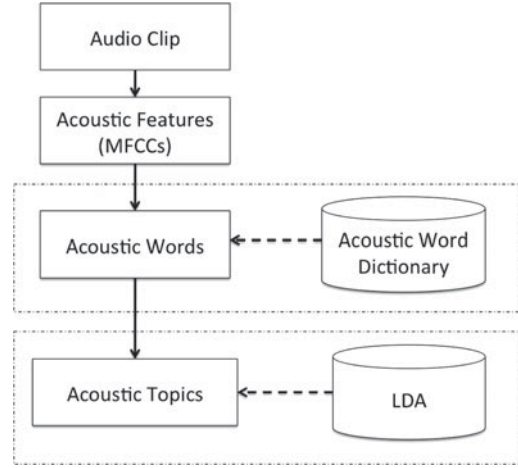 Audio Clip
Acoustic Features
(MFCCs)
Acoustic Words
Acoustic Word
Dictionary
Acoustic Topics
LDA